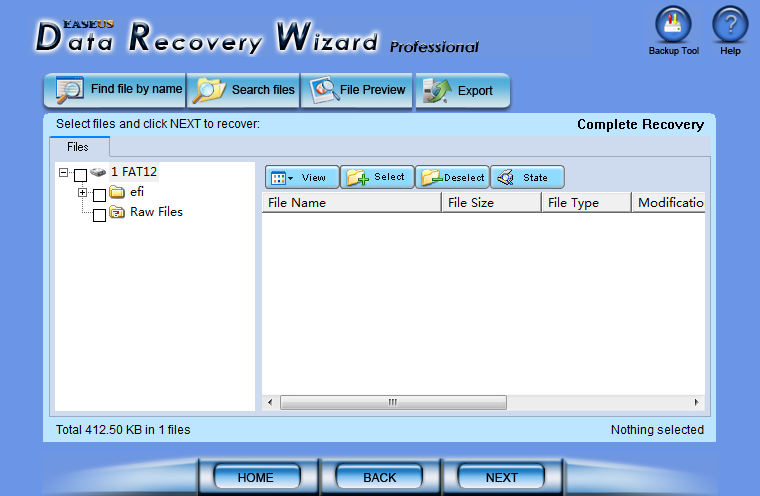 EASEUS
Data Recovery Wizard Professional
Backup Tool
Help
Find file by name
Search files
File Preview
Export
Select files and click NEXT to recover:
Complete Recovery
Files
1 FAT12
efi
Raw Files
View
Select
Deselect
State
File Name
File Size
File Type
Modificatio
Total 412.50 KB in 1 files
Nothing selected
HOME
BACK
NEXT